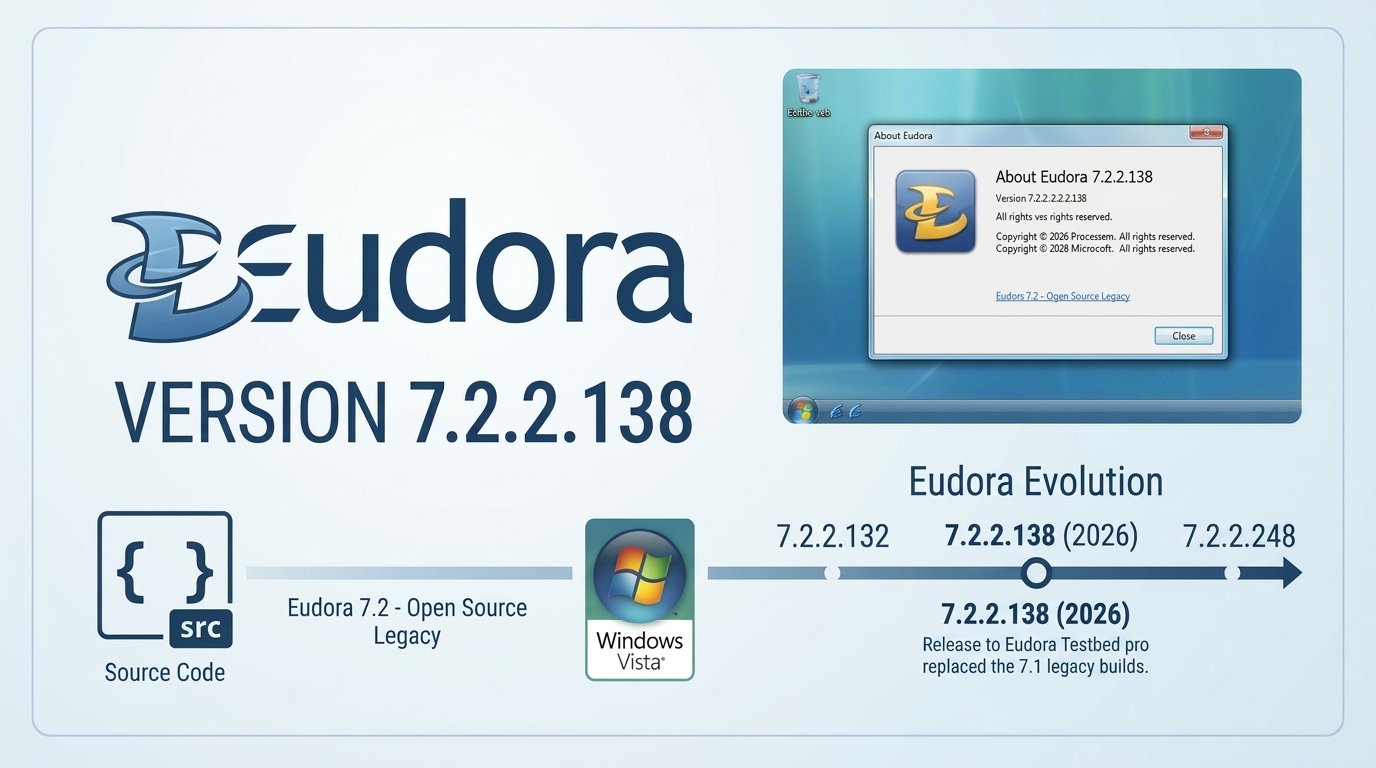 Eudora
VERSION 7.2.2.138
{ }
src
Source Code
Eudora 7.2 - Open Source
Legacy
Windows
Vista
About Eudora
About Eudora 7.2.2.138
Version 7.2.2.2.2.2.138
All rights ves rights reserved.
Copyright © 2026 Processem. All rights reserved.
Copyright © 2028 Microcoft. All rights reserved.
Eudors 7.2 - Ogen Source Legacy
Close
Eudora Evolution
7.2.2.132
7.2.2.138 (2026)
7.2.2.248
7.2.2.138 (2026)
Release to Eudora Testbed pro
replaced the 7.1 legacy builds.